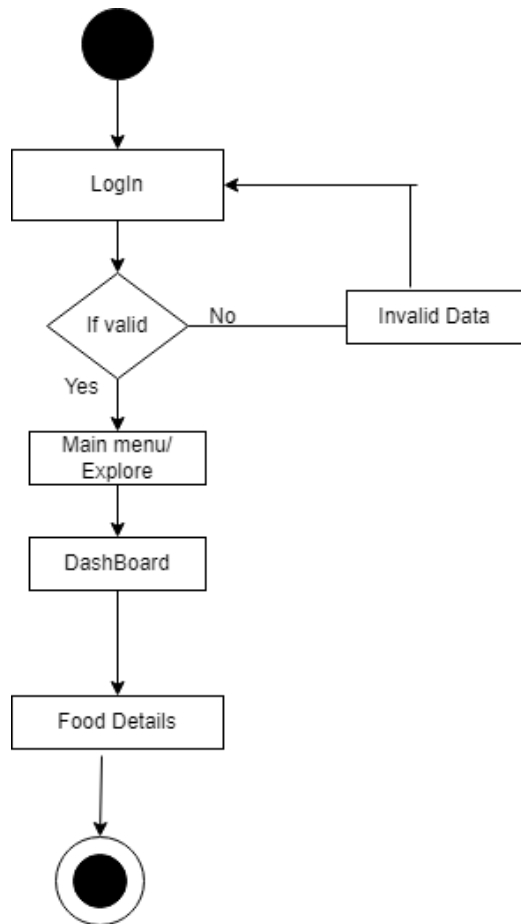 LogIn
If valid
No
Invalid Data
Yes
Main menu/
Explore
DashBoard
Food Details